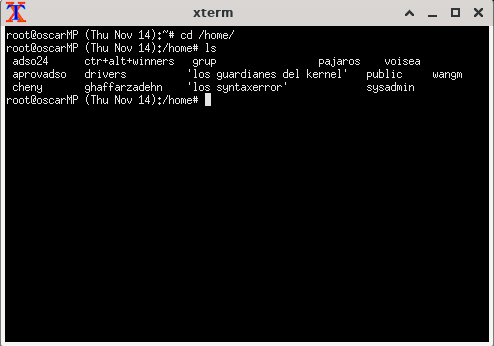 xterm
root@oscarMP (Thu Nov 14):~# cd /home/
root@oscarMP (Thu Nov 14):/home# ls
adso24 ctr+alt+winners grup pajaros voisea
aprovadso drivers 'los guardianes del kernel' public wangm
cheny ghaffarzadehn 'los syntaxerror' sysadmin
root@oscarMP (Thu Nov 14):/home#